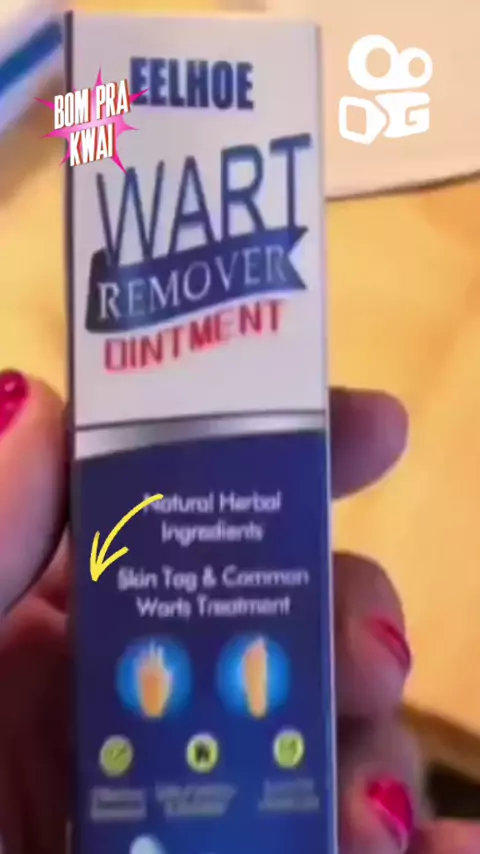 BOM PRA
KWAI
EELHOE
WART
REMOVER
OINTMENT
Natural Herbal
Ingredients
Skin Tag & Common
Warts Treatment